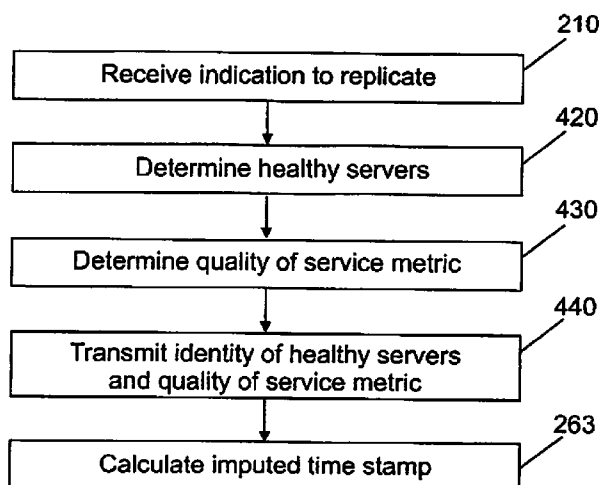 210
Receive indication to replicate
420
Determine healthy servers
430
Determine quality of service metric
440
Transmit identity of healthy servers
and quality of service metric
263
Calculate imputed time stamp